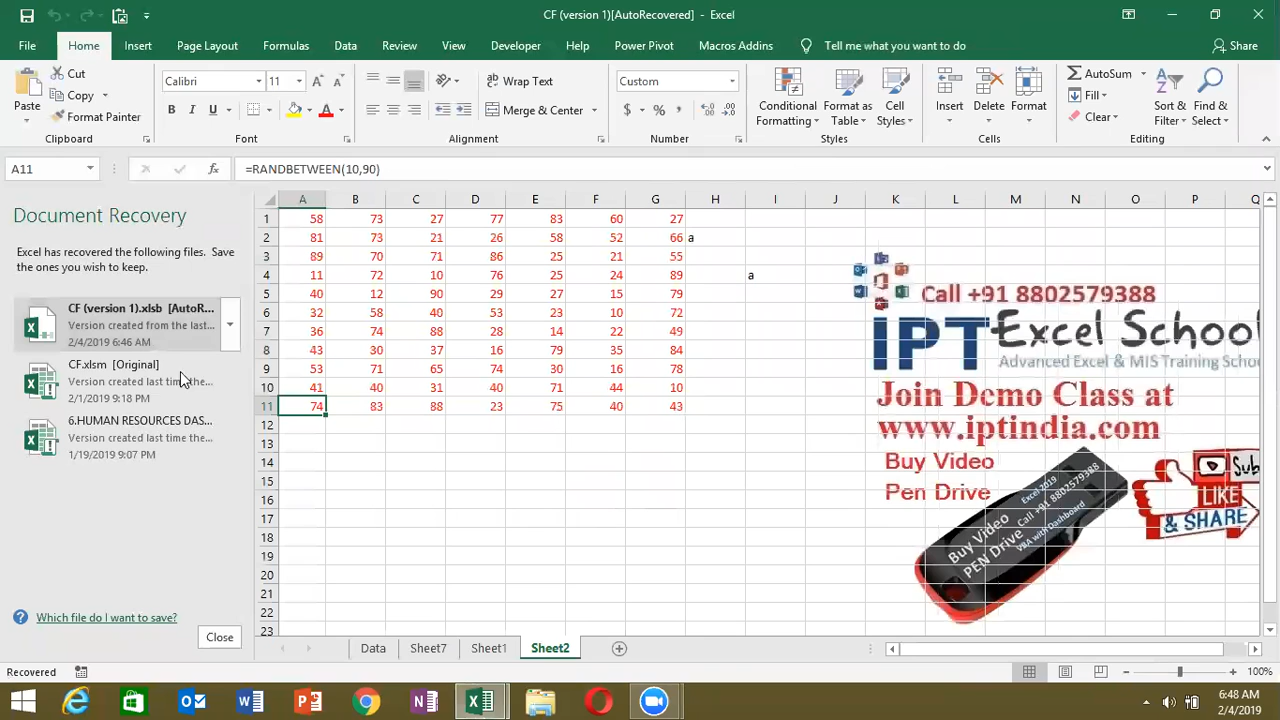 CF (version 1)[AutoRecovered] - Excel
File Home Insert Page Layout Formulas Data Review View Developer Help Power Pivot Macros Addins Tell me what you want to do Share
Paste
Cut
Copy
Format Painter
Clipboard
Calibri 11
B I U
Font
Wrap Text
Merge & Center
Alignment
Custom
$ % ,
Number
Conditional Formatting
Format as Table
Cell Styles
Styles
Insert Delete Format
Cells
AutoSum
Fill
Clear
Sort & Filter
Find & Select
Editing
A11 fx =RANDBETWEEN(10,90)
Document Recovery
Excel has recovered the following files. Save
the ones you wish to keep.
CF (version 1).xlsb [AutoR...
Version created from the last...
2/4/2019 6:46 AM
CF.xlsm [Original]
Version created last time the...
2/1/2019 9:18 PM
6.HUMAN RESOURCES DAS...
Version created last time the...
1/19/2019 9:07 PM
Which file do I want to save?
Close
A B C D E F G H I J K L M N O P Q
1 58 73 27 77 83 60 27
2 81 73 21 26 58 52 66 a
3 89 70 71 86 25 21 55
4 11 72 10 76 25 24 89 a
5 40 12 90 29 27 15 79
6 32 58 40 53 23 10 72
7 36 74 88 28 14 22 49
8 43 30 37 16 79 35 84
9 53 71 65 74 30 16 78
10 41 40 31 40 71 44 10
11 74 83 88 23 75 40 43
12
13
14
15
16
17
18
19
20
21
22
23
Call +91 8802579388
IPT Excel School
Advanced Excel & MIS Training School
Join Demo Class at
www.iptindia.com
Buy Video
Pen Drive
Buy Video
PEN Drive
Excel 2019
Call +91 8802579388
VBA with Dashboard
Sub
LIKE
& SHARE
Data Sheet7 Sheet1 Sheet2
Recovered
100%
6:48 AM
2/4/2019